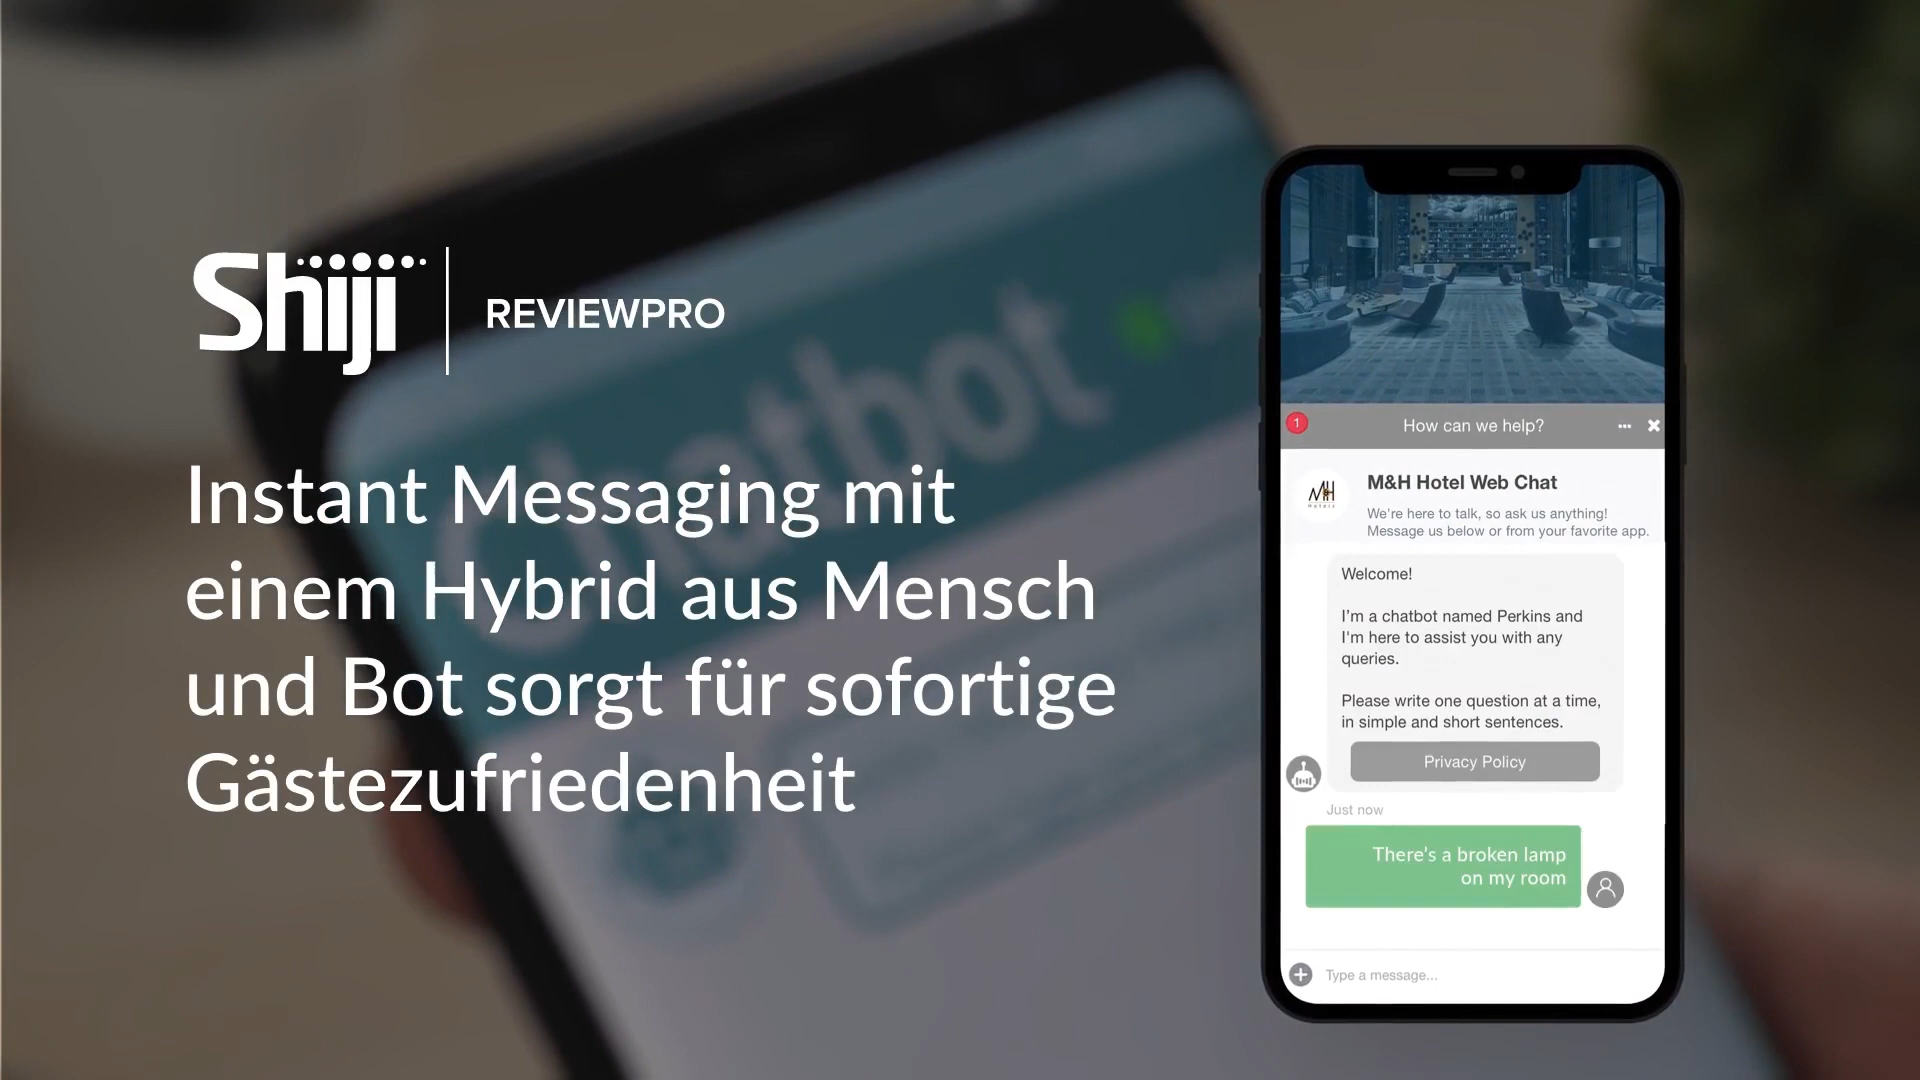 Shiji
REVIEWPRO
Instant Messaging mit
einem Hybrid aus Mensch
und Bot sorgt für sofortige
Gästezufriedenheit
Chatbot
1
How can we help?
M&H
Hotels
M&H Hotel Web Chat
We're here to talk, so ask us anything!
Message us below or from your favorite app.
Welcome!
I'm a chatbot named Perkins and
I'm here to assist you with any
queries.
Please write one question at a time,
in simple and short sentences.
Privacy Policy
Just now
There's a broken lamp
on my room
Type a message...